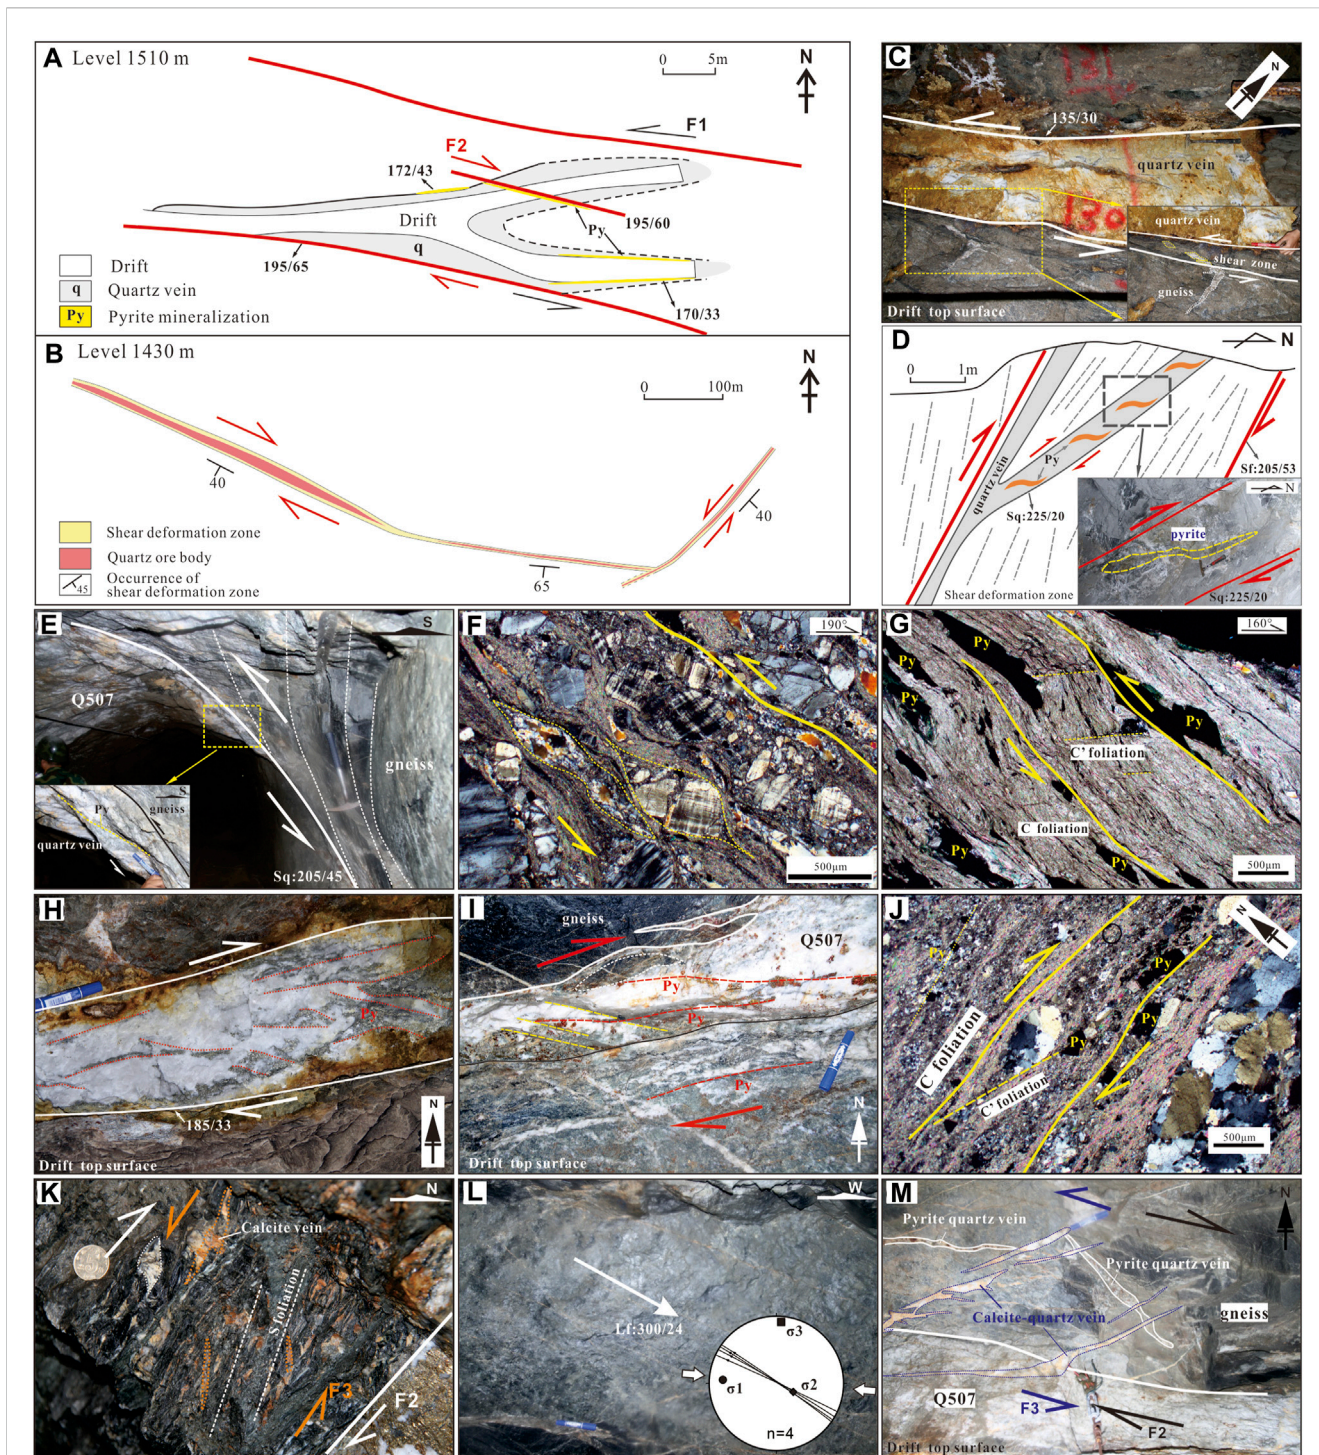 A Level 1510 m
0 5m
N
F1
F2
172/43
Drift
195/60
Py
q
195/65
170/33
Drift
q Quartz vein
Py Pyrite mineralization
B Level 1430 m
0 100m
N
40
40
65
Shear deformation zone
Quartz ore body
45 Occurrence of
shear deformation zone
C
131
N
135/30
quartz vein
130
quartz vein
shear zone
gneiss
Drift top surface
D
N
0 1m
Py
quartz vein
Sq:225/20
Sf:205/53
N
pyrite
Sq:225/20
Shear deformation zone
E
S
Q507
gneiss
S
Py
gneiss
quartz vein
Sq:205/45
F
190°
500μm
G
160°
Py
Py
Py
Py
C' foliation
C foliation
Py
Py
500μm
H
Py
185/33
N
Drift top surface
I
gneiss
Q507
Py
Py
Py
N
Drift top surface
J
N
Py
Py
Py
Py
C foliation
C' foliation
500μm
K
N
Calcite vein
S foliation
F3
F2
L
W
Lf:300/24
σ3
σ1
σ2
n=4
M
N
Pyrite quartz vein
Pyrite quartz vein
Calcite-quartz vein
gneiss
Q507
F3
F2
Drift top surface